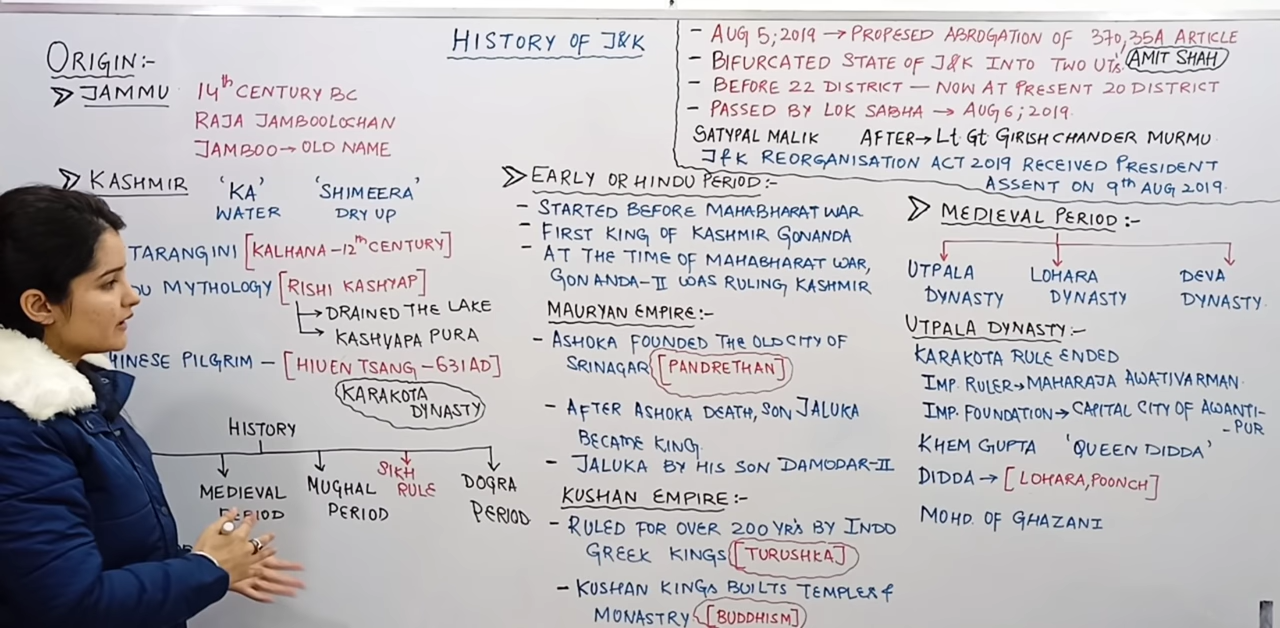 HISTORY OF J&K
ORIGIN:-
JAMMU 14th CENTURY BC
RAJA JAMBOOLOCHAN
JAMBOO → OLD NAME
KASHMIR 'KA' 'SHIMEERA'
WATER DRY UP
TARANGINI [KALHANA - 12th CENTURY]
MYTHOLOGY [RISHI KASHYAP]
→ DRAINED THE LAKE
→ KASHYAPA PURA
HINESE PILGRIM - [HIUEN TSANG - 631AD]
KARAKOTA
DYNASTY
HISTORY
MEDIEVAL
PERIOD
MUGHAL
PERIOD
SIKH
RULE
DOGRA
PERIOD
- AUG 5; 2019 → PROPESED ABROGATION OF 370,35A ARTICLE
- BIFURCATED STATE OF J&K INTO TWO UT'S. AMIT SHAH
- BEFORE 22 DISTRICT - NOW AT PRESENT 20 DISTRICT
- PASSED BY LOK SABHA → AUG 6; 2019.
SATYPAL MALIK AFTER → Lt Gt GIRISH CHANDER MURMU.
J&K REORGANISATION ACT 2019 RECEIVED PRESIDENT
ASSENT ON 9th AUG 2019.
EARLY OR HINDU PERIOD:-
- STARTED BEFORE MAHABHARAT WAR
- FIRST KING OF KASHMIR GONANDA
- AT THE TIME OF MAHABHARAT WAR,
GONANDA-II WAS RULING KASHMIR
MAURYAN EMPIRE:-
- ASHOKA FOUNDED THE OLD CITY OF
SRINAGAR [PANDRETHAN]
- AFTER ASHOKA DEATH, SON JALUKA
BECAME KING.
- JALUKA BY HIS SON DAMODAR-II
KUSHAN EMPIRE:-
- RULED FOR OVER 200 YR'S BY INDO
GREEK KINGS [TURUSHKA]
- KUSHAN KINGS BUILTS TEMPLES &
MONASTRY [BUDDHISM]
MEDIEVAL PERIOD:-
UTPALA
DYNASTY
LOHARA
DYNASTY
DEVA
DYNASTY.
UTPALA DYNASTY:-
KARAKOTA RULE ENDED
IMP. RULER → MAHARAJA AWATIVARMAN.
IMP. FOUNDATION → CAPITAL CITY OF AWANTI-
-PUR
KHEM GUPTA 'QUEEN DIDDA'
DIDDA → [LOHARA, POONCH]
MOHD. OF GHAZANI